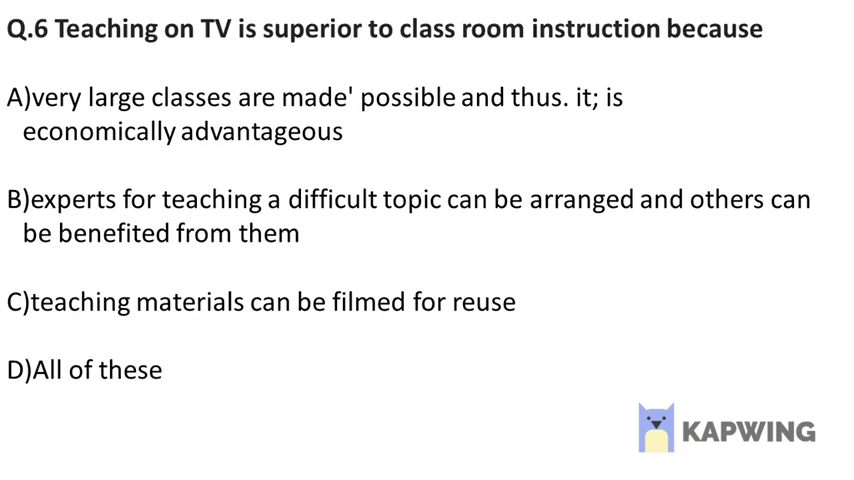 Q.6 Teaching on TV is superior to class room instruction because
A)very large classes are made' possible and thus. it; is
economically advantageous
B)experts for teaching a difficult topic can be arranged and others can
be benefited from them
C)teaching materials can be filmed for reuse
D)All of these
KAPWING